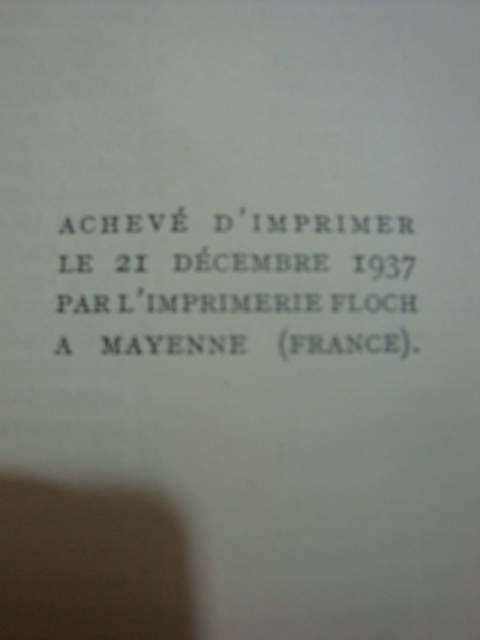 ACHEVÉ D'IMPRIMER
LE 21 DÉCEMBRE 1937
PAR L'IMPRIMERIE FLOCH
A MAYENNE (FRANCE).